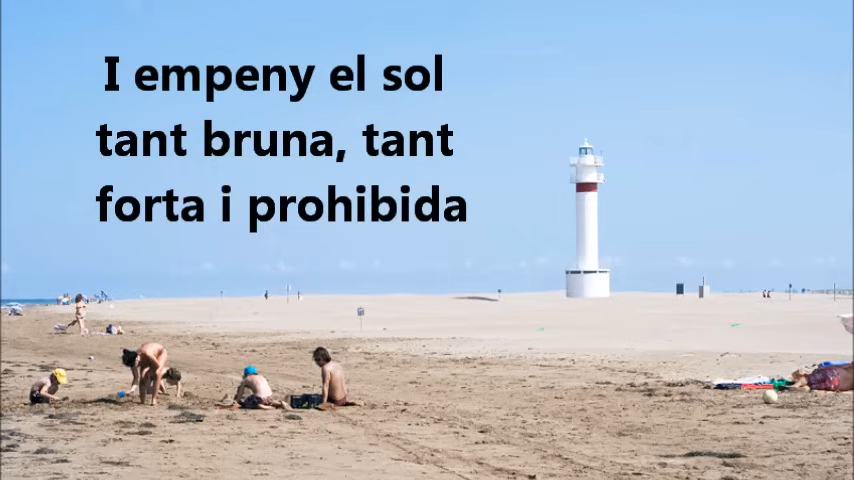 I empeny el sol
tant bruna, tant
forta i prohibida